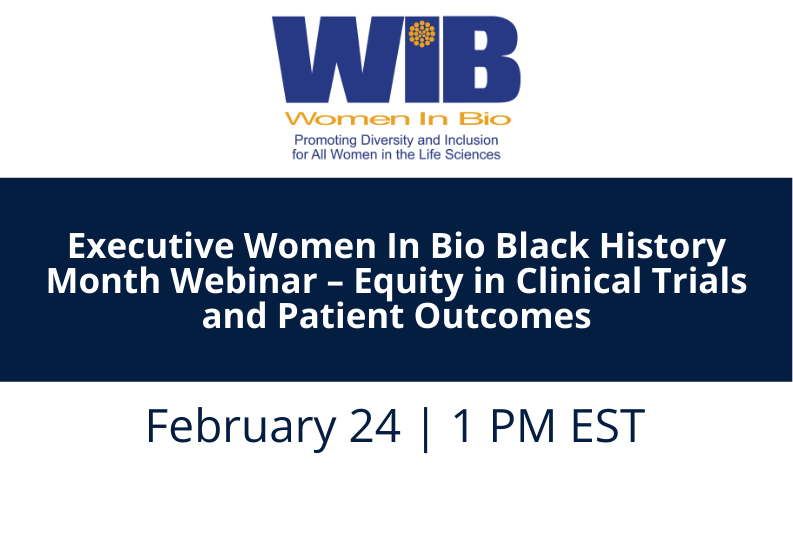 WIB
Women In Bio
Promoting Diversity and Inclusion
for All Women in the Life Sciences
Executive Women In Bio Black History
Month Webinar – Equity in Clinical Trials
and Patient Outcomes
February 24 | 1 PM EST